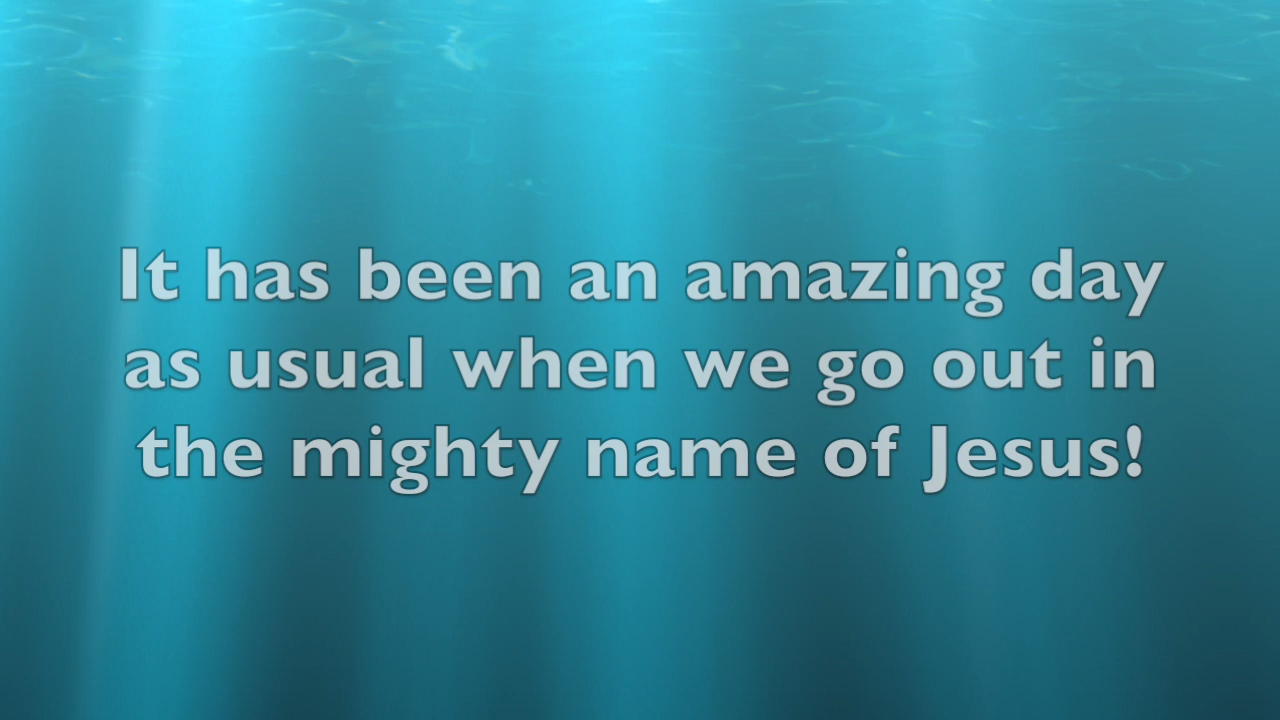 It has been an amazing day
as usual when we go out in
the mighty name of Jesus!